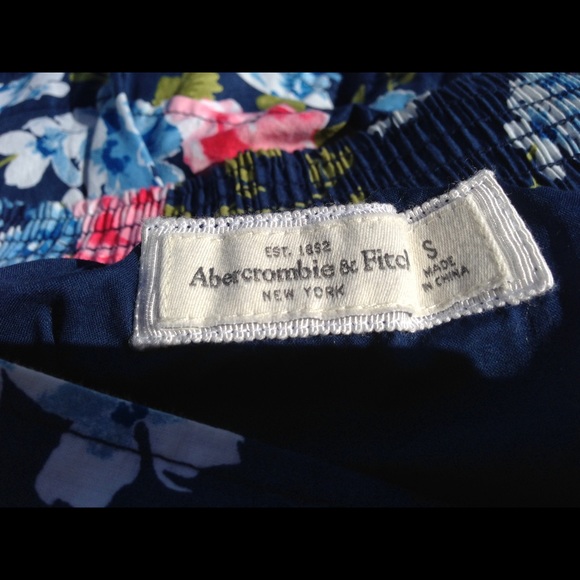 EST. 1892
Abercrombie & Fitch
NEW YORK
S
MADE
IN CHINA